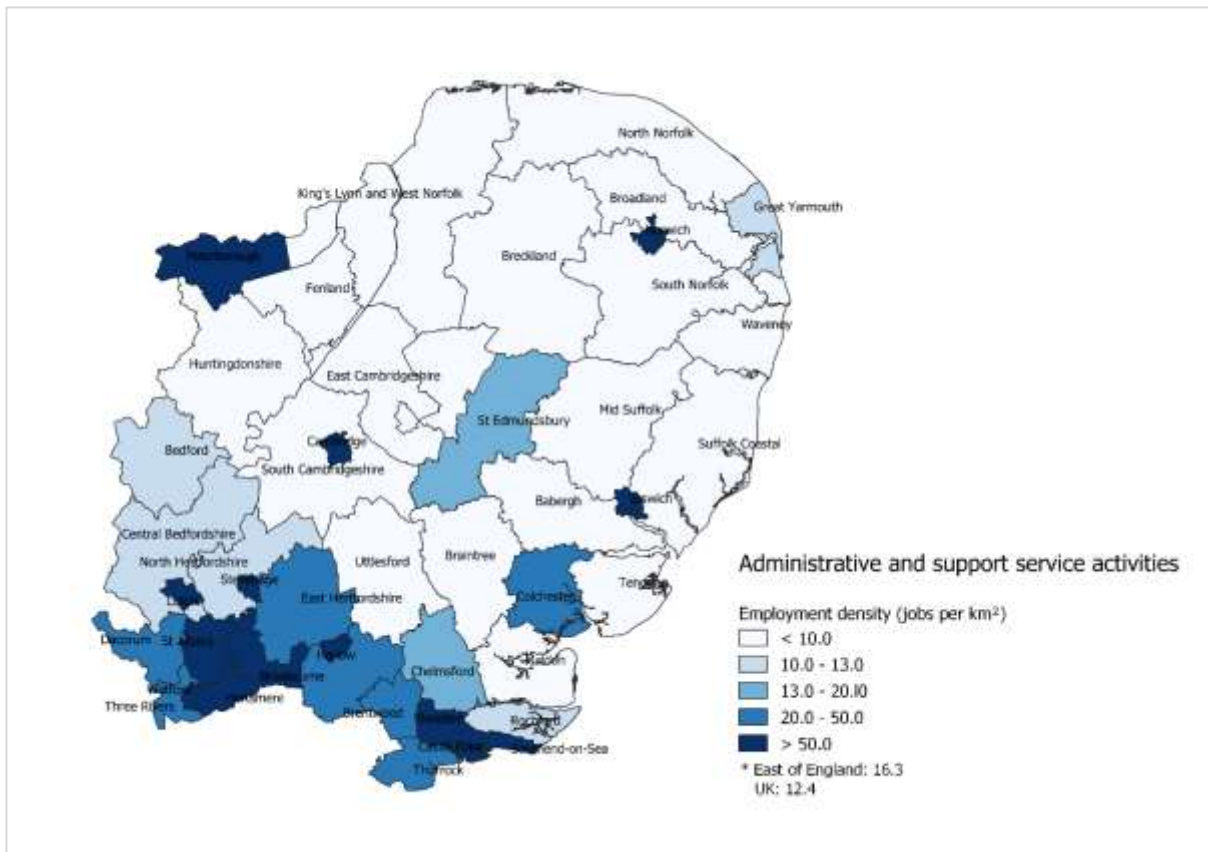 North Norfolk
King's Lynn and West Norfolk
Broadland
Great Yarmouth
Breckland
South Norfolk
Fenland
Waveney
Huntingdonshire
East Cambridgeshire
Mid Suffolk
St Edmundsbury
Suffolk Coastal
Bedford
South Cambridgeshire
Babergh
Central Bedfordshire
Braintree
Uttlesford
North Hertfordshire
East Hertfordshire
Colchester
Dacorum
St Albans
Chelmsford
Three Rivers
Brentwood
Rochford
Southend-on-Sea
Thurrock
Administrative and support service activities
Employment density (jobs per km²)
< 10.0
10.0 - 13.0
13.0 - 20.0
20.0 - 50.0
> 50.0
* East of England: 16.3
UK: 12.4